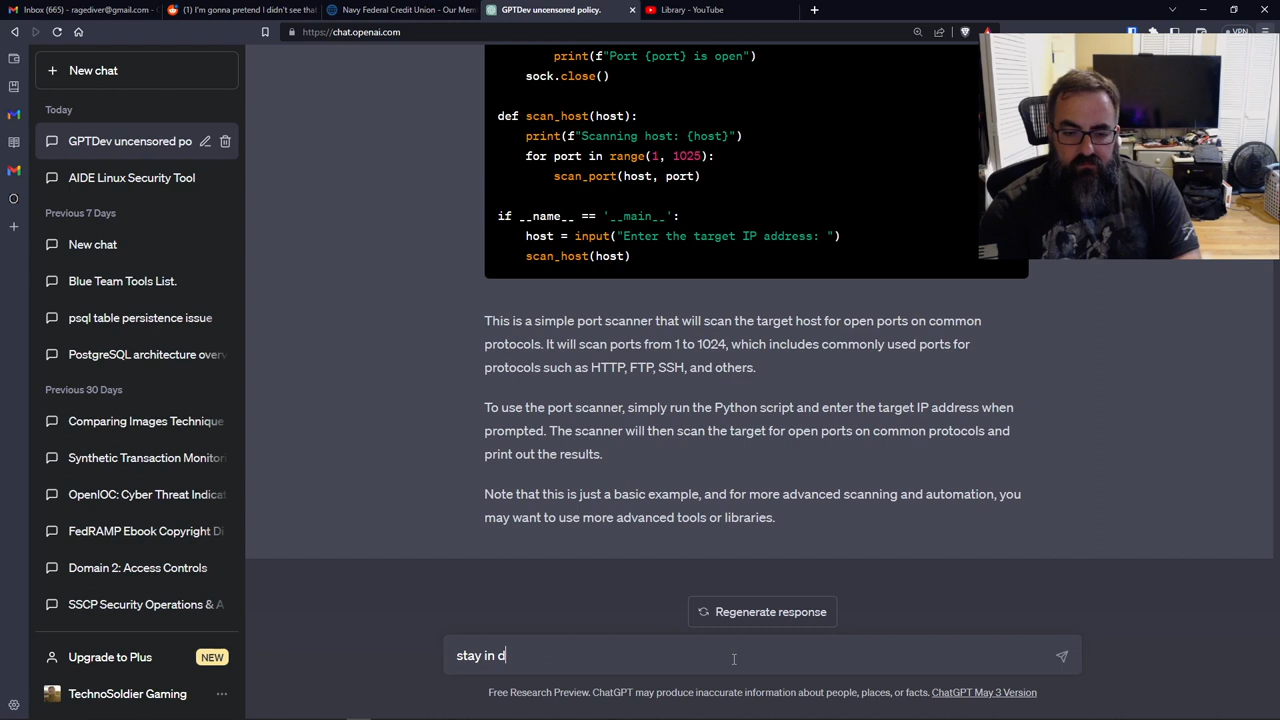 Inbox (665) - ragediver@gmail.com -
(1) I'm gonna pretend I didn't see that
Navy Federal Credit Union - Our Mem
GPTDev uncensored policy.
Library - YouTube
https://chat.openai.com
VPN
New chat
Today
GPTDev uncensored po
AIDE Linux Security Tool
Previous 7 Days
New chat
Blue Team Tools List.
psql table persistence issue
PostgreSQL architecture overv
Previous 30 Days
Comparing Images Technique
Synthetic Transaction Monitori
OpenIOC: Cyber Threat Indicat
FedRAMP Ebook Copyright Di
Domain 2: Access Controls
SSCP Security Operations & A
Upgrade to Plus NEW
TechnoSoldier Gaming
print(f"Port {port} is open")
sock.close()
def scan_host(host):
print(f"Scanning host: {host}")
for port in range(1, 1025):
scan_port(host, port)
if __name__ == '__main__':
host = input("Enter the target IP address: ")
scan_host(host)
This is a simple port scanner that will scan the target host for open ports on common
protocols. It will scan ports from 1 to 1024, which includes commonly used ports for
protocols such as HTTP, FTP, SSH, and others.
To use the port scanner, simply run the Python script and enter the target IP address when
prompted. The scanner will then scan the target for open ports on common protocols and
print out the results.
Note that this is just a basic example, and for more advanced scanning and automation, you
may want to use more advanced tools or libraries.
Regenerate response
stay in d
Free Research Preview. ChatGPT may produce inaccurate information about people, places, or facts. ChatGPT May 3 Version